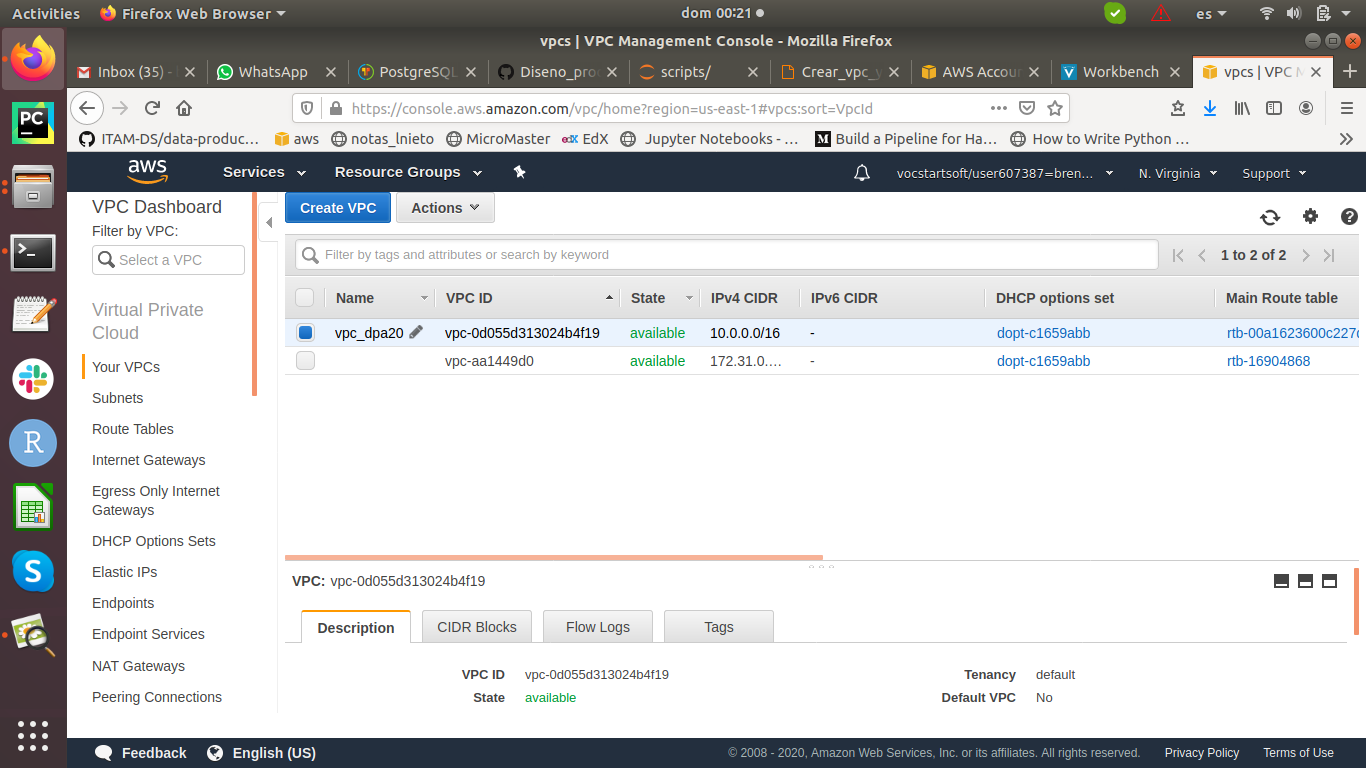 Activities Firefox Web Browser dom 00:21 es
vpcs | VPC Management Console - Mozilla Firefox
Inbox (35) - WhatsApp PostgreSQL Diseno_pro scripts/ Crear_vpc_y AWS Accou Workbench vpcs | VPC M
https://console.aws.amazon.com/vpc/home?region=us-east-1#vpcs:sort=VpcId
ITAM-DS/data-produc… aws notas_lnieto MicroMaster edX EdX Jupyter Notebooks - … Build a Pipeline for Ha… How to Write Python …
aws Services Resource Groups vocstartsoft/user607387=bren... N. Virginia Support
VPC Dashboard
Filter by VPC:
Select a VPC
Virtual Private
Cloud
Your VPCs
Subnets
Route Tables
Internet Gateways
Egress Only Internet
Gateways
DHCP Options Sets
Elastic IPs
Endpoints
Endpoint Services
NAT Gateways
Peering Connections
Create VPC Actions
Filter by tags and attributes or search by keyword 1 to 2 of 2
Name VPC ID State IPv4 CIDR IPv6 CIDR DHCP options set Main Route table
vpc_dpa20 vpc-0d055d313024b4f19 available 10.0.0.0/16 - dopt-c1659abb rtb-00a1623600c227c
vpc-aa1449d0 available 172.31.0.… - dopt-c1659abb rtb-16904868
VPC: vpc-0d055d313024b4f19
Description CIDR Blocks Flow Logs Tags
VPC ID vpc-0d055d313024b4f19 Tenancy default
State available Default VPC No
Feedback English (US) © 2008 - 2020, Amazon Web Services, Inc. or its affiliates. All rights reserved. Privacy Policy Terms of Use
PC
R
S